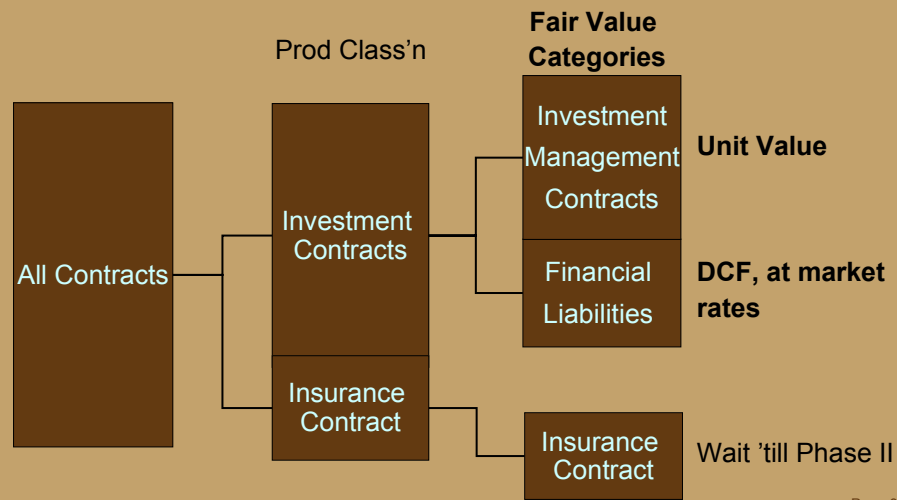 Prod Class’n
Fair Value
Categories
All Contracts
Investment
Contracts
Insurance
Contract
Investment
Management
Contracts
Unit Value
Financial
Liabilities
DCF, at market
rates
Insurance
Contract
Wait ’till Phase II